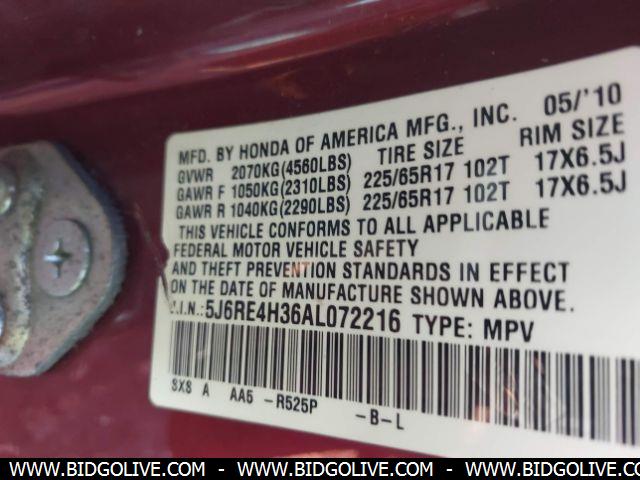 MFD. BY HONDA OF AMERICA MFG., INC. 05/'10
GVWR 2070KG(4560LBS) TIRE SIZE RIM SIZE
GAWR F 1050KG(2310LBS) 225/65R17 102T 17X6.5J
GAWR R 1040KG(2290LBS) 225/65R17 102T 17X6.5J
THIS VEHICLE CONFORMS TO ALL APPLICABLE
FEDERAL MOTOR VEHICLE SAFETY
AND THEFT PREVENTION STANDARDS IN EFFECT
ON THE DATE OF MANUFACTURE SHOWN ABOVE.
V.I.N.:5J6RE4H36AL072216 TYPE: MPV
SXS A AA5 -R525P -B-L
WWW.BIDGOLIVE.COM - WWW.BIDGOLIVE.COM - WWW.BIDGOLIVE.COM